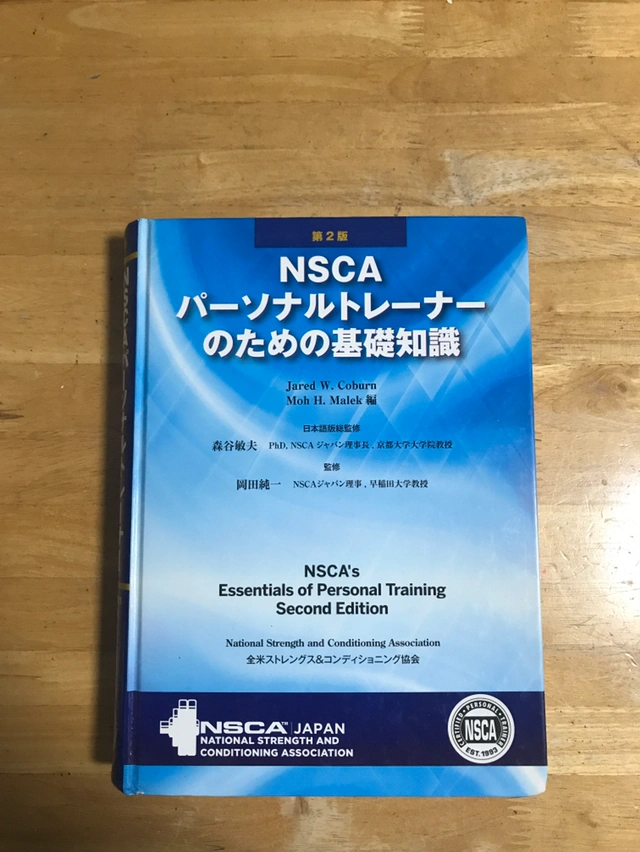 第2版
NSCA
パーソナルトレーナー
のための基礎知識
Jared W. Coburn
Moh H. Malek 編
日本語版総監修
森谷敏夫 PhD, NSCA ジャパン理事長、京都大学大学院教授
監修
岡田純一 NSCAジャパン理事, 早稲田大学教授
NSCA's
Essentials of Personal Training
Second Edition
National Strength and Conditioning Association
全米ストレングス&コンディショニング協会
NSCA™ JAPAN
NATIONAL STRENGTH AND
CONDITIONING ASSOCIATION
CERTIFIED • PERSONAL • TRAINER
NSCA
EST. 1993